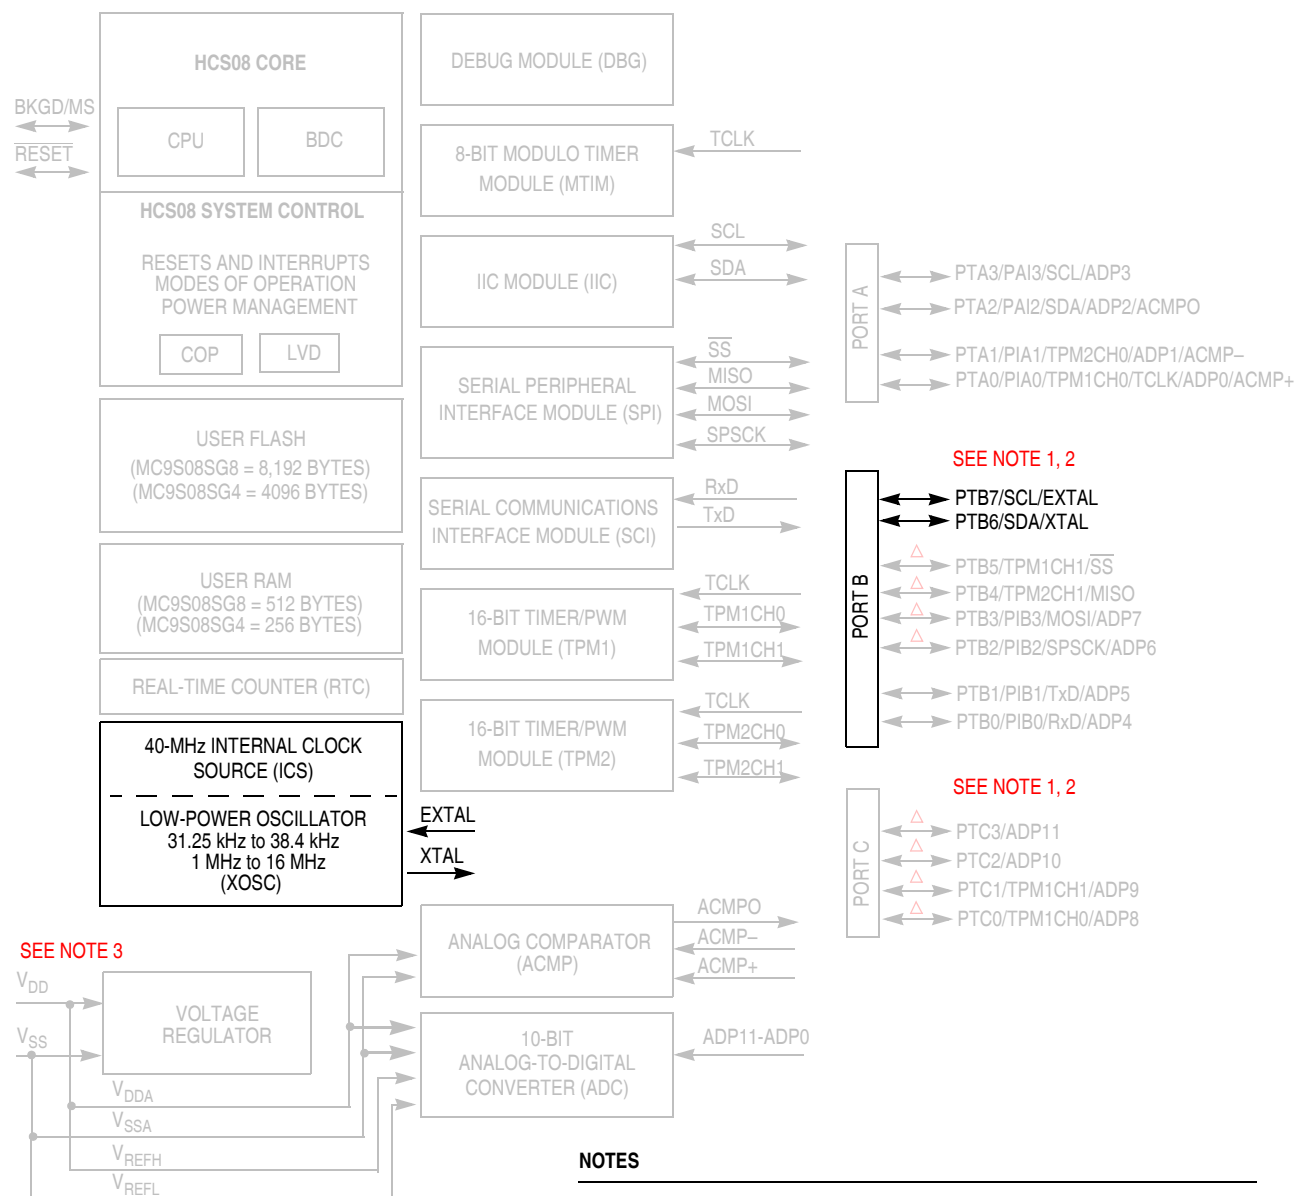 HCS08 CORE
CPU
BDC
BKGD/MS
RESET
HCS08 SYSTEM CONTROL
RESETS AND INTERRUPTS
MODES OF OPERATION
POWER MANAGEMENT
COP
LVD
USER FLASH
(MC9S08SG8 = 8,192 BYTES)
(MC9S08SG4 = 4096 BYTES)
USER RAM
(MC9S08SG8 = 512 BYTES)
(MC9S08SG4 = 256 BYTES)
REAL-TIME COUNTER (RTC)
40-MHz INTERNAL CLOCK
SOURCE (ICS)
LOW-POWER OSCILLATOR
31.25 kHz to 38.4 kHz
1 MHz to 16 MHz
(XOSC)
EXTAL
XTAL
SEE NOTE 3
VDD
VSS
VOLTAGE
REGULATOR
VDDA
VSSA
VREFH
VREFL
DEBUG MODULE (DBG)
8-BIT MODULO TIMER
MODULE (MTIM)
TCLK
IIC MODULE (IIC)
SCL
SDA
SERIAL PERIPHERAL
INTERFACE MODULE (SPI)
SS
MISO
MOSI
SPSCK
SERIAL COMMUNICATIONS
INTERFACE MODULE (SCI)
RxD
TxD
16-BIT TIMER/PWM
MODULE (TPM1)
TCLK
TPM1CH0
TPM1CH1
16-BIT TIMER/PWM
MODULE (TPM2)
TCLK
TPM2CH0
TPM2CH1
ANALOG COMPARATOR
(ACMP)
ACMPO
ACMP–
ACMP+
10-BIT
ANALOG-TO-DIGITAL
CONVERTER (ADC)
ADP11-ADP0
PORT A
PTA3/PAI3/SCL/ADP3
PTA2/PAI2/SDA/ADP2/ACMPO
PTA1/PIA1/TPM2CH0/ADP1/ACMP–
PTA0/PIA0/TPM1CH0/TCLK/ADP0/ACMP+
SEE NOTE 1, 2
PORT B
PTB7/SCL/EXTAL
PTB6/SDA/XTAL
PTB5/TPM1CH1/SS
PTB4/TPM2CH1/MISO
PTB3/PIB3/MOSI/ADP7
PTB2/PIB2/SPSCK/ADP6
PTB1/PIB1/TxD/ADP5
PTB0/PIB0/RxD/ADP4
SEE NOTE 1, 2
PORT C
PTC3/ADP11
PTC2/ADP10
PTC1/TPM1CH1/ADP9
PTC0/TPM1CH0/ADP8
NOTES